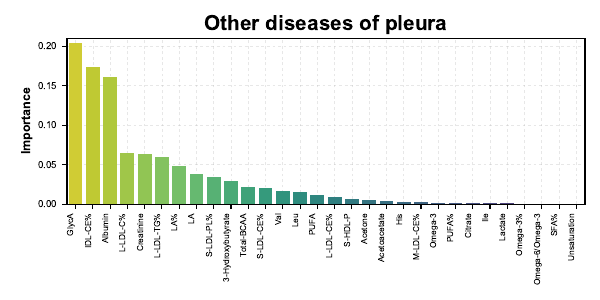 Other diseases of pleura
Importance
0.20
0.15
0.10
0.05
0.00
GlycA
IDL-CE%
Albumin
L-LDL-C%
Creatinine
L-LDL-TG%
LA%
LA
S-LDL-PL%
3-Hydroxybutyrate
Total-BCAA
S-LDL-CE%
Val
Leu
PUFA
L-LDL-CE%
S-HDL-P
Acetone
Acetoacetate
His
M-LDL-CE%
Omega-3
PUFA%
Citrate
Ile
Lactate
Omega-3%
Omega-6/Omega-3
SFA%
Unsaturation